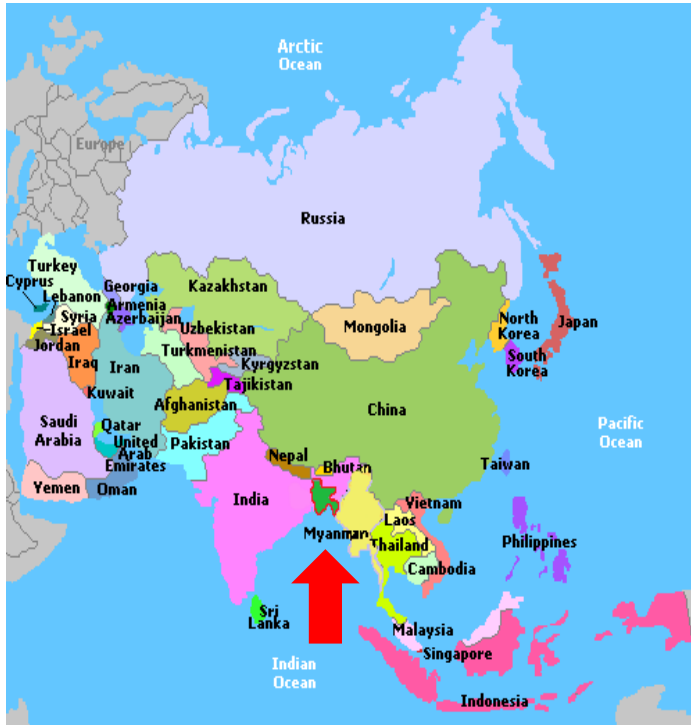 Arctic
Ocean
Europe
Russia
Turkey
Cyprus
Lebanon
Syria
Israel
Jordan
Georgia
Armenia
Azerbaijan
Kazakhstan
Uzbekistan
Turkmenistan
Kyrgyzstan
Tajikistan
Mongolia
North
Korea
South
Korea
Japan
Iraq
Iran
Kuwait
Afghanistan
China
Saudi
Arabia
Qatar
United
Arab
Emirates
Pakistan
Nepal
Bhutan
Pacific
Ocean
Taiwan
Yemen
Oman
India
Myanmar
Laos
Vietnam
Thailand
Cambodia
Philippines
Sri
Lanka
Malaysia
Singapore
Indian
Ocean
Indonesia